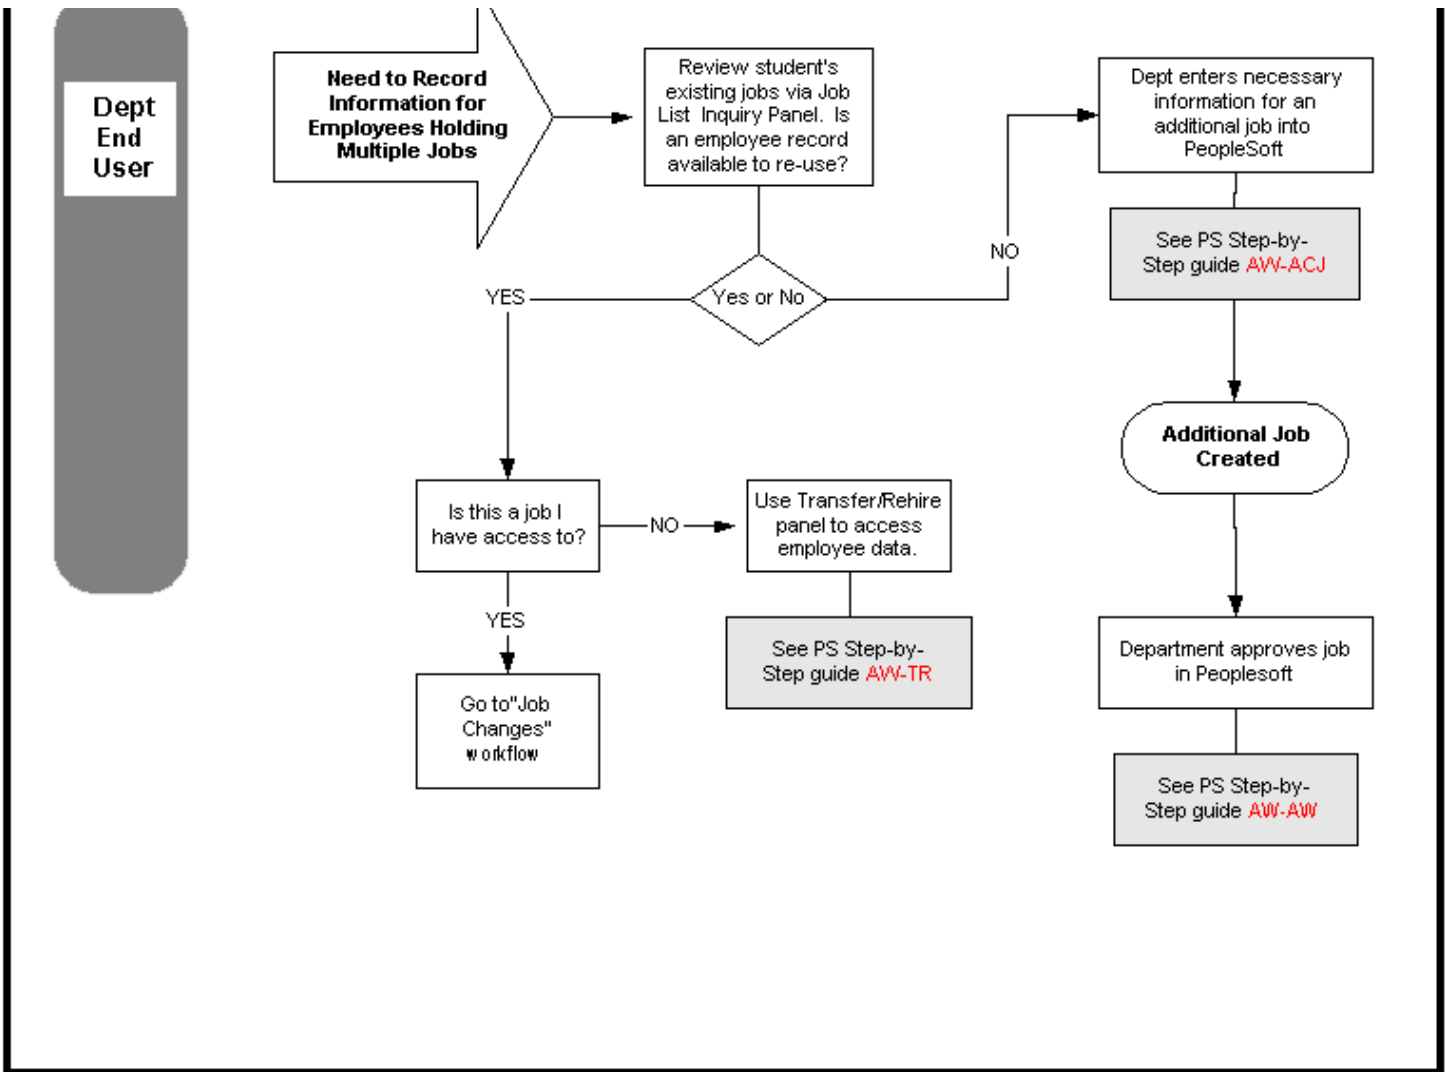 Dept
End
User
Need to Record
Information for
Employees Holding
Multiple Jobs
Review student's
existing jobs via Job
List Inquiry Panel. Is
an employee record
available to re-use?
Dept enters necessary
information for an
additional job into
PeopleSoft
See PS Step-by-
Step guide AW-ACJ
NO
YES
Yes or No
Additional Job
Created
Is this a job I
have access to?
NO
Use Transfer/Rehire
panel to access
employee data.
YES
See PS Step-by-
Step guide AW-TR
Department approves job
in Peoplesoft
Go to"Job
Changes"
workflow
See PS Step-by-
Step guide AW-AW